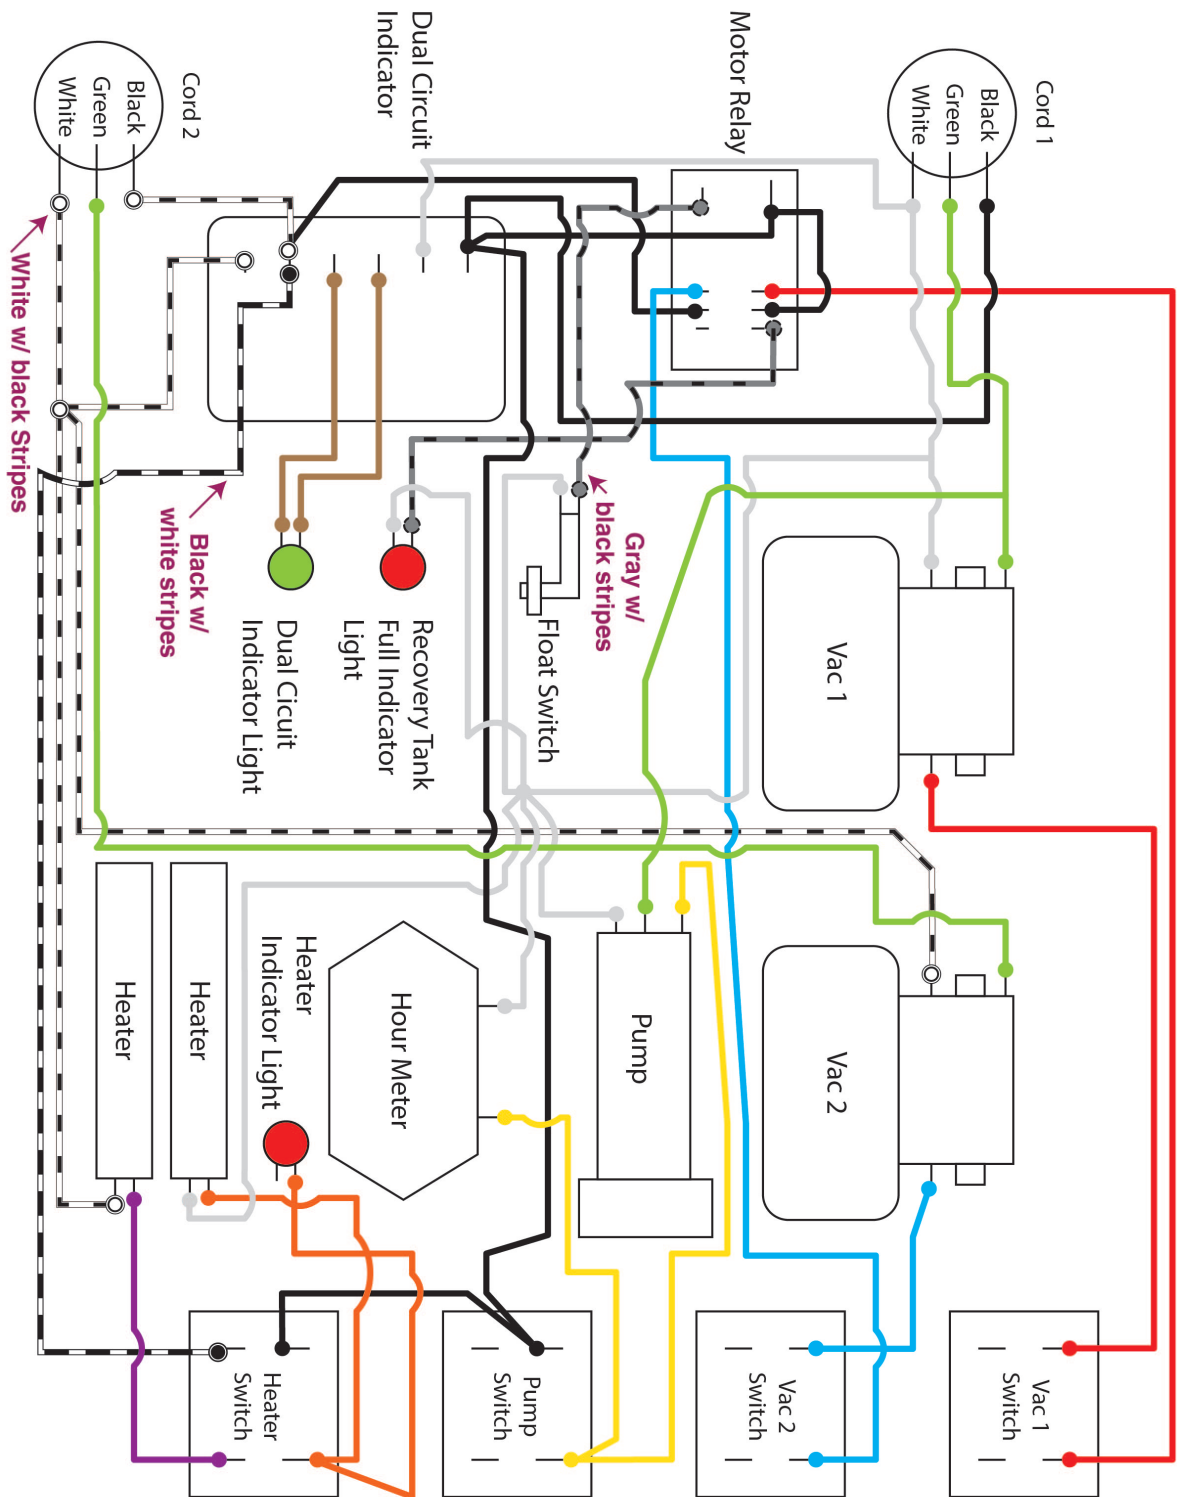 Cord 1
Black
Green
White
Motor Relay
Dual Circuit
Indicator
Cord 2
Black
Green
White
White w/ black Stripes
Black w/
white stripes
Gray w/
black stripes
Vac 1
Float Switch
Recovery Tank
Full Indicator
Light
Dual Cicuit
Indicator Light
Vac 2
Pump
Hour Meter
Heater
Indicator Light
Heater
Heater
Vac 1
Switch
Vac 2
Switch
Pump
Switch
Heater
Switch